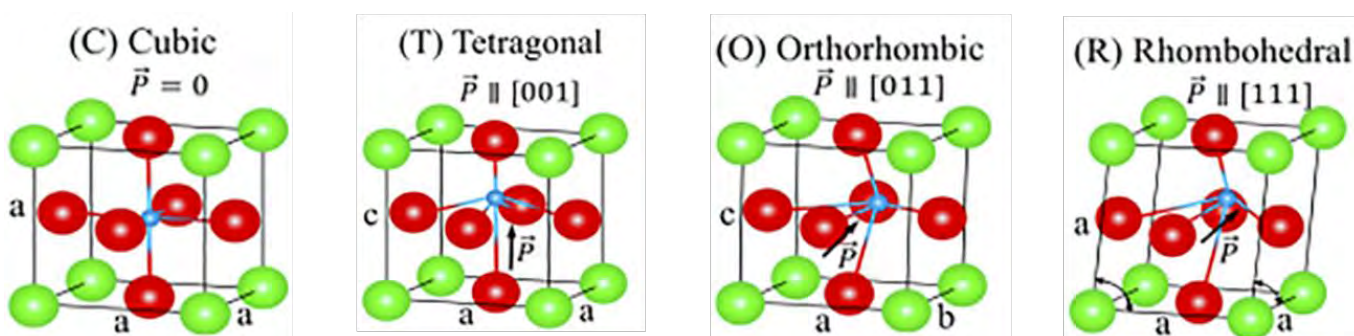 (C) Cubic
P⃗ = 0
a
a
a
(T) Tetragonal
P⃗ ∥ [001]
c
P⃗
a
a
(O) Orthorhombic
P⃗ ∥ [011]
c
P⃗
a
b
(R) Rhombohedral
P⃗ ∥ [111]
a
P⃗
a
a